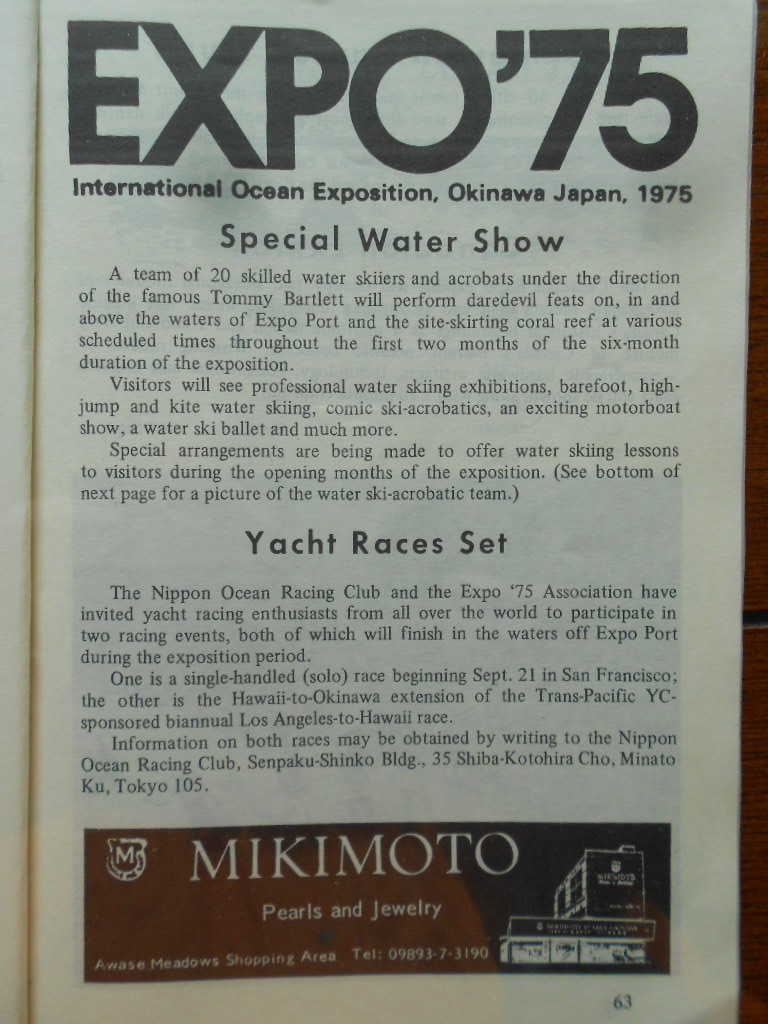 EXPO'75
International Ocean Exposition, Okinawa Japan, 1975
Special Water Show
A team of 20 skilled water skiiers and acrobats under the direction
of the famous Tommy Bartlett will perform daredevil feats on, in and
above the waters of Expo Port and the site-skirting coral reef at various
scheduled times throughout the first two months of the six-month
duration of the exposition.
Visitors will see professional water skiing exhibitions, barefoot, high-
jump and kite water skiing, comic ski-acrobatics, an exciting motorboat
show, a water ski ballet and much more.
Special arrangements are being made to offer water skiing lessons
to visitors during the opening months of the exposition. (See bottom of
next page for a picture of the water ski-acrobatic team.)
Yacht Races Set
The Nippon Ocean Racing Club and the Expo '75 Association have
invited yacht racing enthusiasts from all over the world to participate in
two racing events, both of which will finish in the waters off Expo Port
during the exposition period.
One is a single-handled (solo) race beginning Sept. 21 in San Francisco;
the other is the Hawaii-to-Okinawa extension of the Trans-Pacific YC-
sponsored biannual Los Angeles-to-Hawaii race.
Information on both races may be obtained by writing to the Nippon
Ocean Racing Club, Senpaku-Shinko Bldg., 35 Shiba-Kotohira Cho, Minato
Ku, Tokyo 105.
M
MIKIMOTO
Pearls and Jewelry
Awase Meadows Shopping Area Tel: 09893-7-3190
MIKIMOTO
63